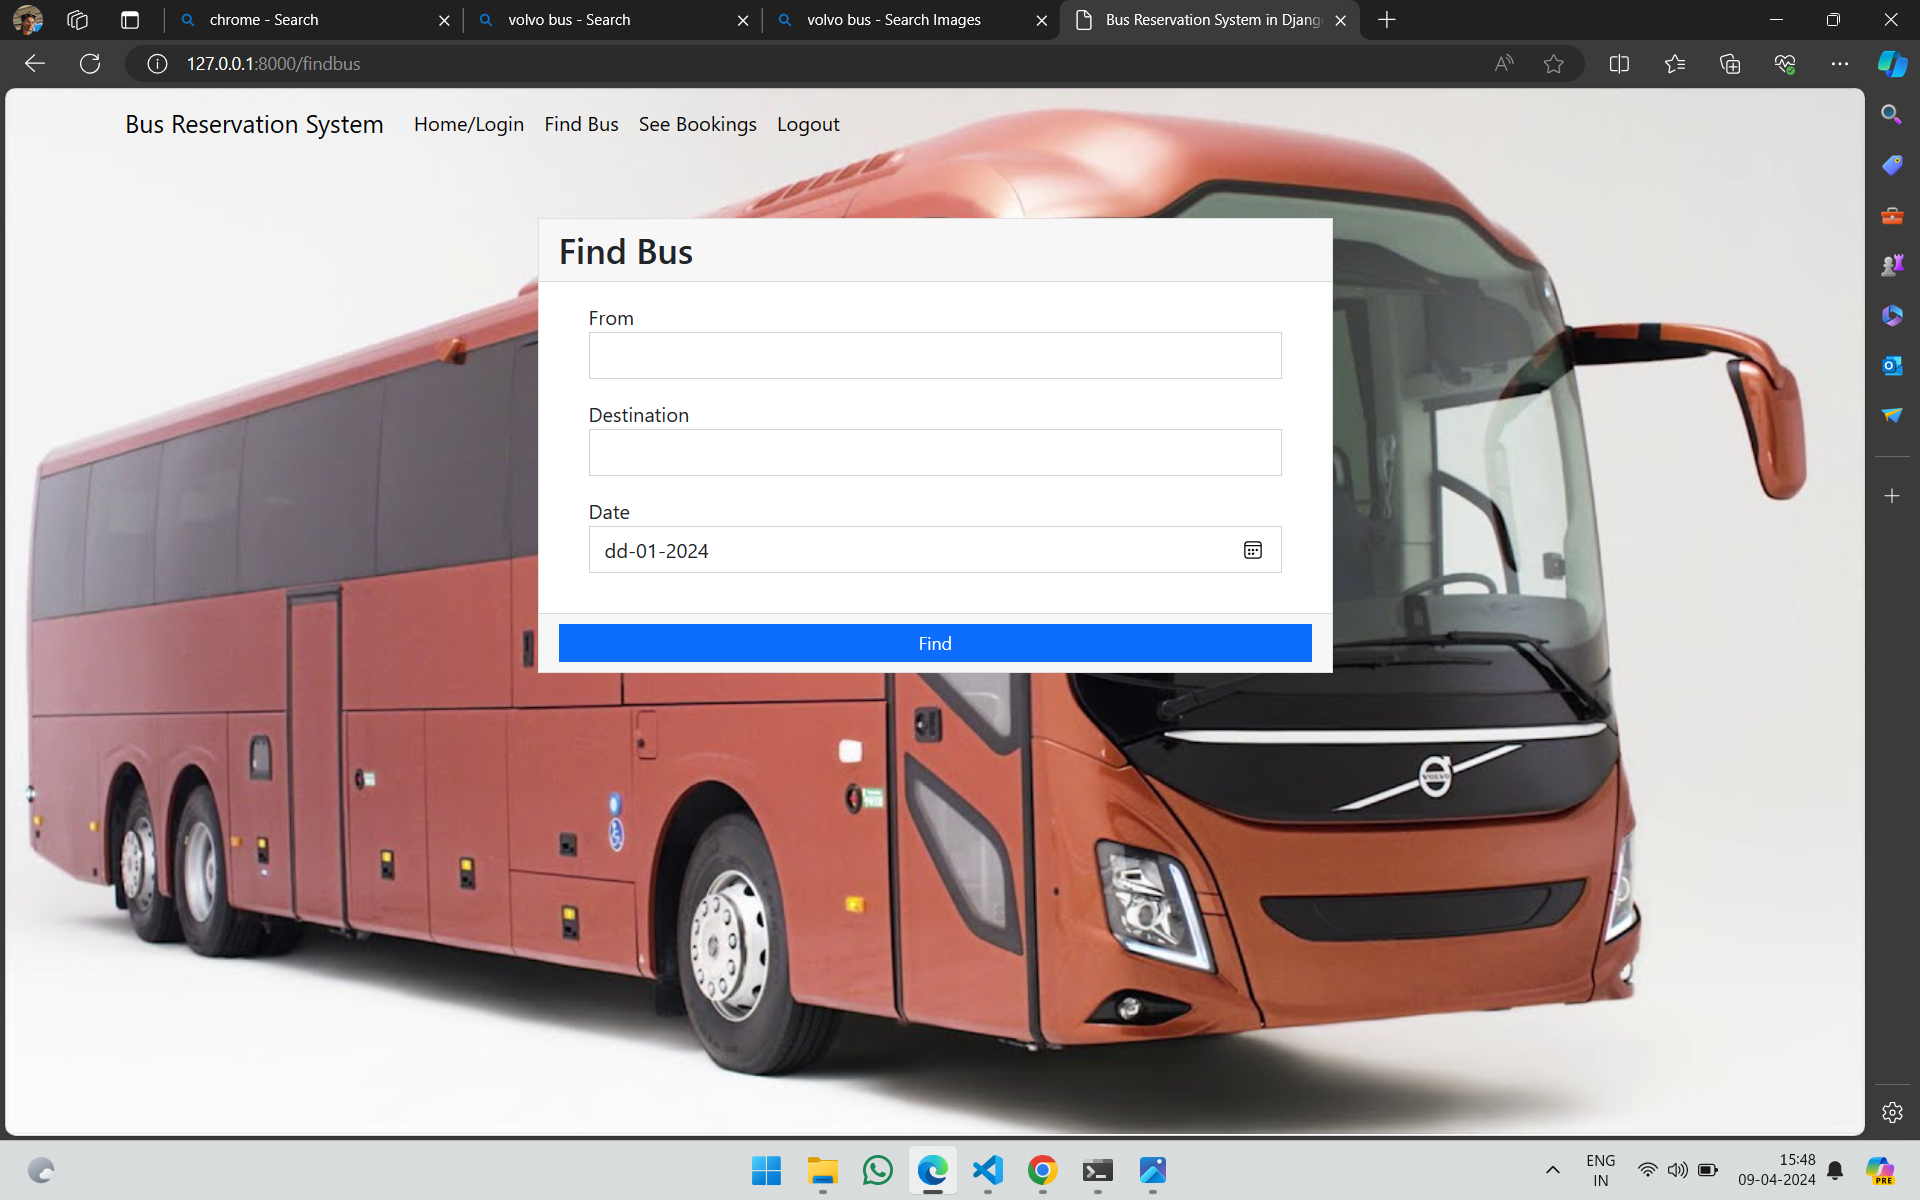 chrome - Search
volvo bus - Search
volvo bus - Search Images
Bus Reservation System in Djang
127.0.0.1:8000/findbus
Bus Reservation System
Home/Login
Find Bus
See Bookings
Logout
Find Bus
From
Destination
Date
dd-01-2024
Find
VOLVO
ENG
IN
15:48
09-04-2024
PRE